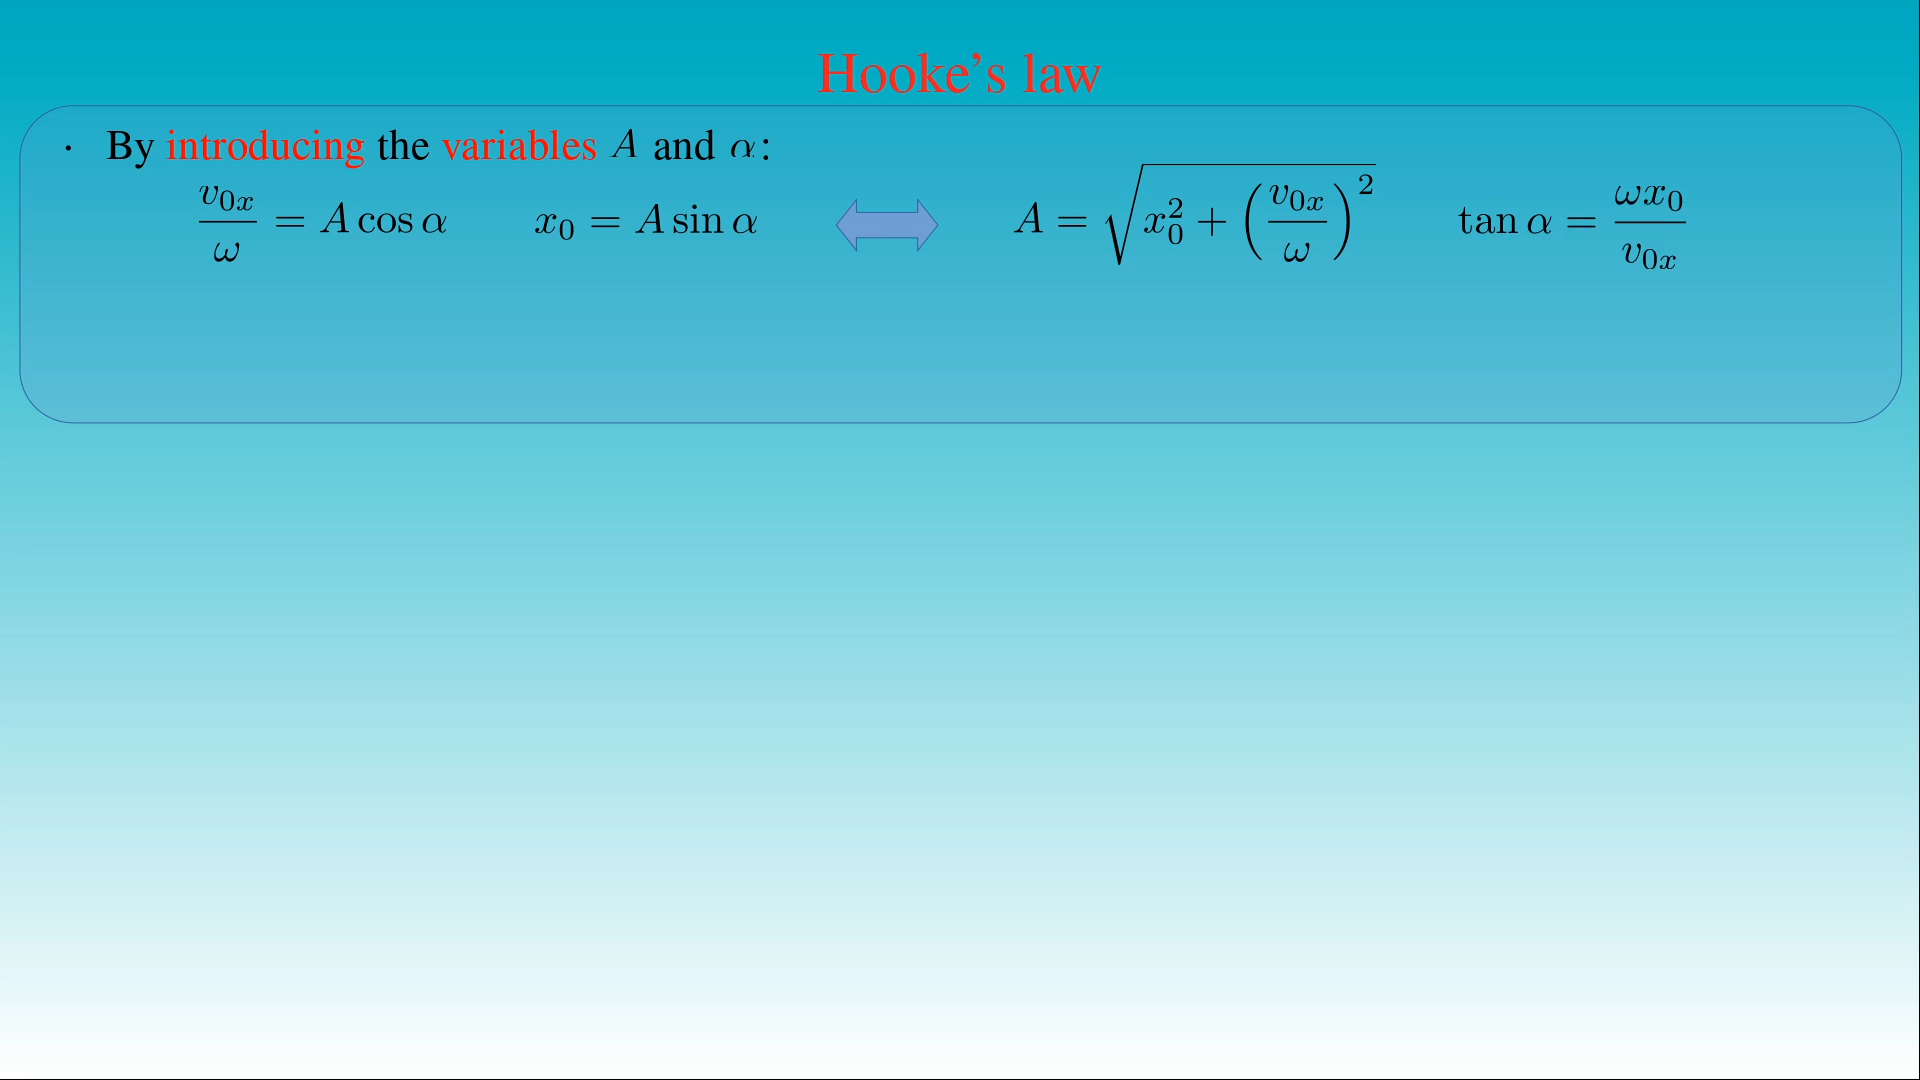 Hooke's law
· By introducing the variables A and α:
v₀ₓ/ω = A cos α    x₀ = A sin α    A = √(x₀² + (v₀ₓ/ω)²)    tan α = ωx₀/v₀ₓ